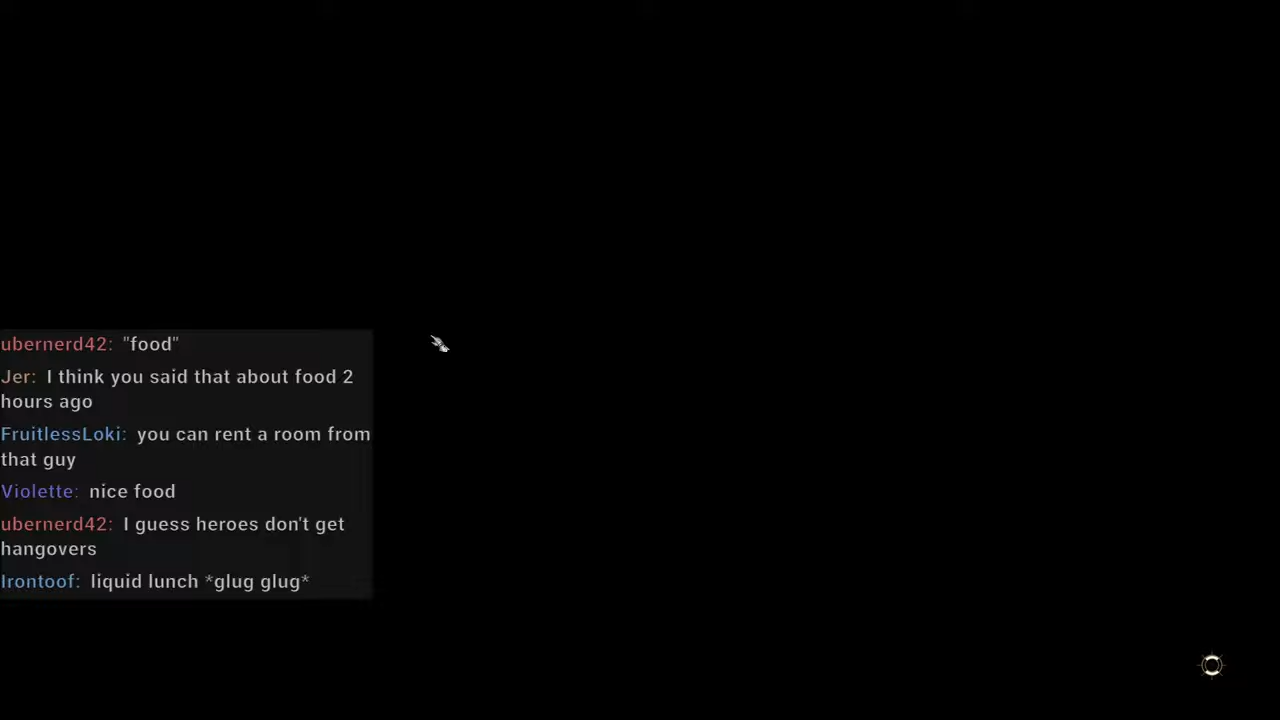 ubernerd42: "food"
Jer: I think you said that about food 2
hours ago
FruitlessLoki: you can rent a room from
that guy
Violette: nice food
ubernerd42: I guess heroes don't get
hangovers
Irontoof: liquid lunch *glug glug*